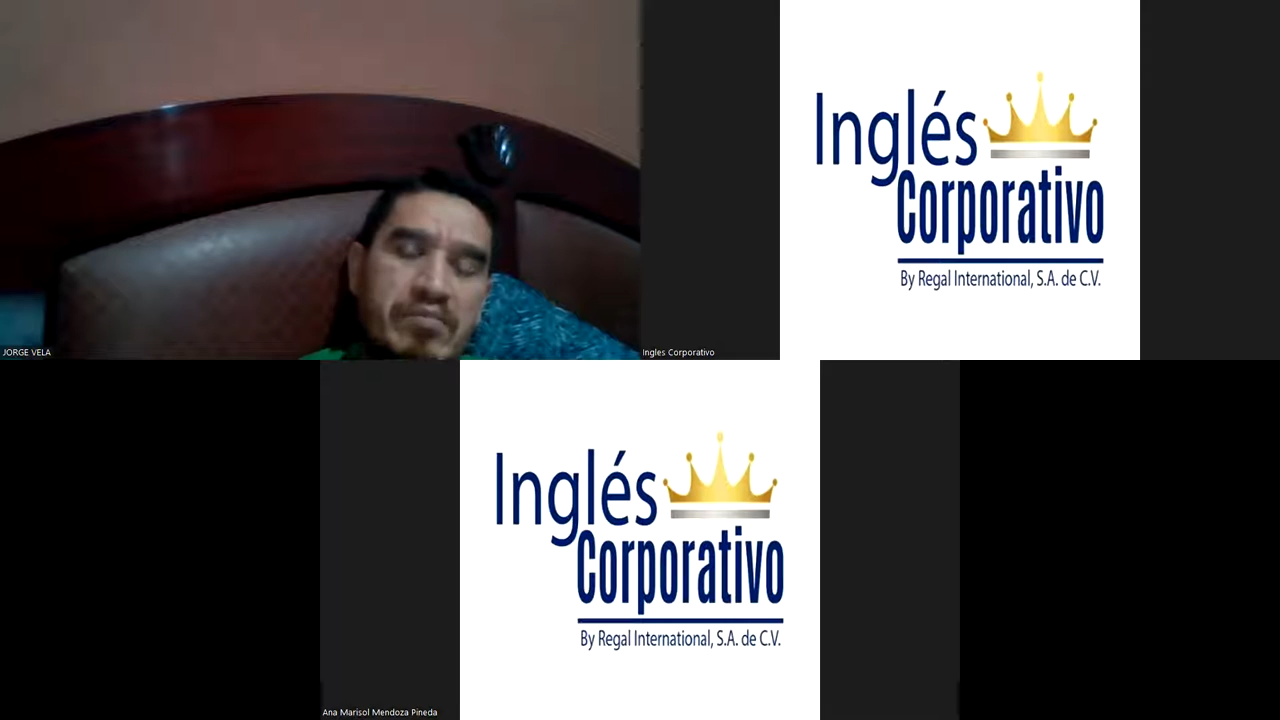 Inglés
Corporativo
By Regal International, S.A. de C.V.
JORGE VELA
Ingles Corporativo
Inglés
Corporativo
By Regal International, S.A. de C.V.
Ana Marisol Mendoza Pineda